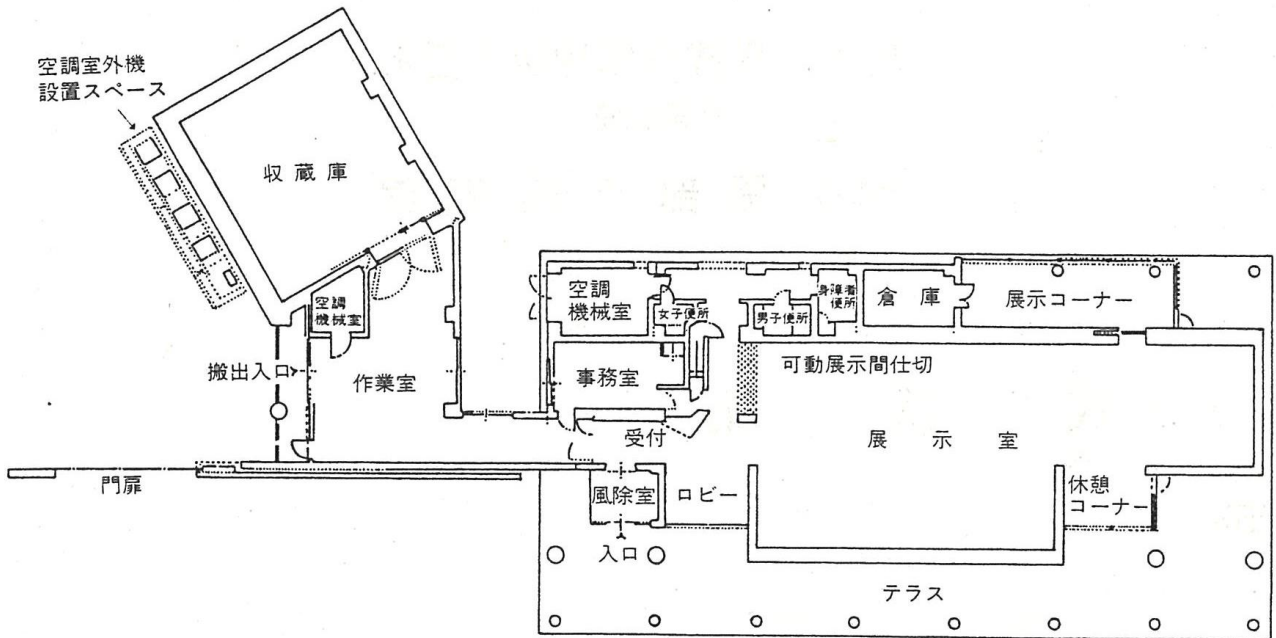 空調室外機
設置スペース
収蔵庫
空調
機械室
搬出入口
作業室
門扉
空調
機械室
女子便所
男子便所
身障者
便所
倉庫
展示コーナー
事務室
可動展示間仕切
受付
展示室
風除室
ロビー
休憩
コーナー
入口
テラス